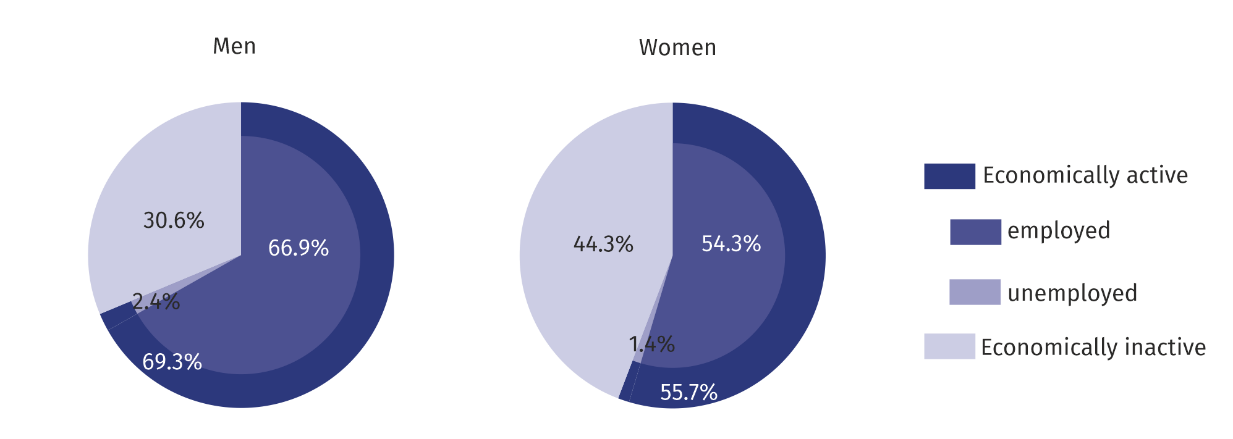 Men
Women
30.6%
66.9%
2.4%
69.3%
44.3%
54.3%
1.4%
55.7%
Economically active
employed
unemployed
Economically inactive